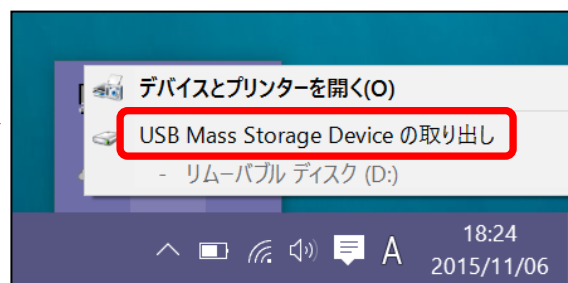 デバイスとプリンターを開く(O)
USB Mass Storage Device の取り出し
- リムーバブル ディスク (D:)
A
18:24
2015/11/06